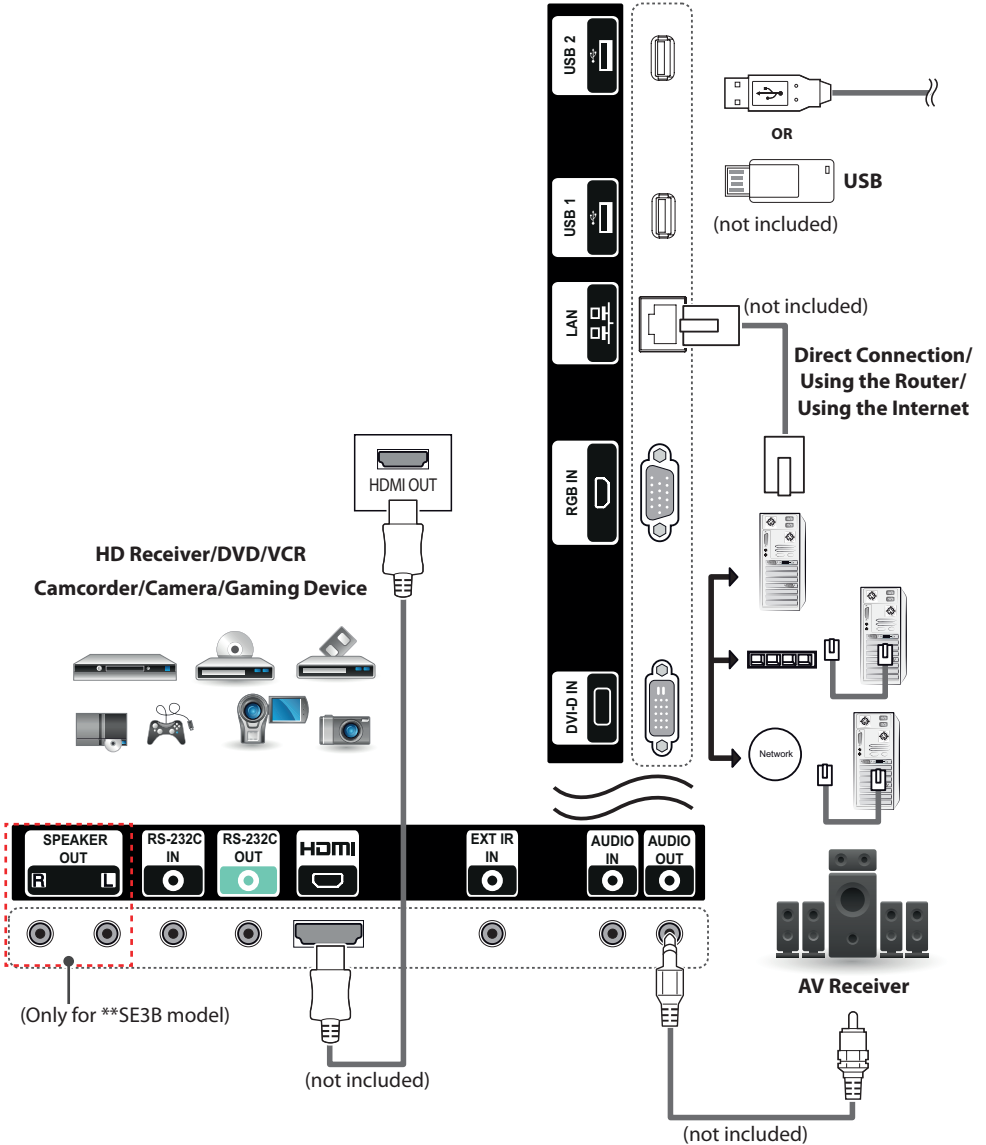 USB 2
OR
USB
(not included)
USB 1
LAN
(not included)
Direct Connection/
Using the Router/
Using the Internet
RGB IN
HDMI OUT
HD Receiver/DVD/VCR
Camcorder/Camera/Gaming Device
DVI-D IN
Network
SPEAKER
OUT
R
L
RS-232C
IN
RS-232C
OUT
HDMI
EXT IR
IN
AUDIO
IN
AUDIO
OUT
AV Receiver
(Only for **SE3B model)
(not included)
(not included)